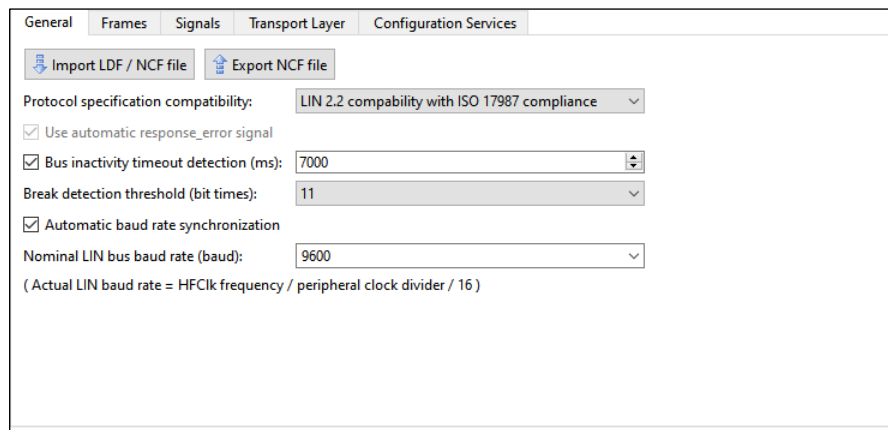 General Frames Signals Transport Layer Configuration Services
Import LDF / NCF file Export NCF file
Protocol specification compatibility: LIN 2.2 compability with ISO 17987 compliance
Use automatic response_error signal
Bus inactivity timeout detection (ms): 7000
Break detection threshold (bit times): 11
Automatic baud rate synchronization
Nominal LIN bus baud rate (baud): 9600
( Actual LIN baud rate = HFClk frequency / peripheral clock divider / 16 )